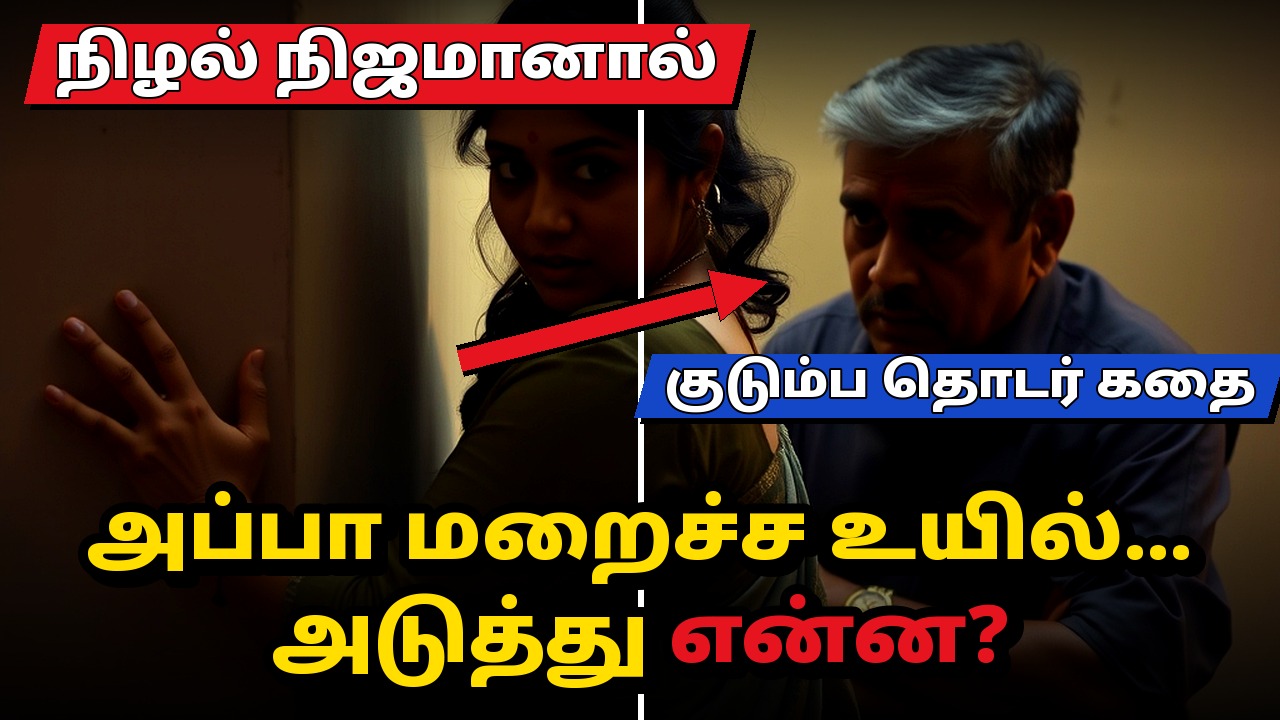 நிழல் நிஜமானால்
குடும்ப தொடர் கதை
அப்பா மறைச்ச உயில்...
அடுத்து என்ன?